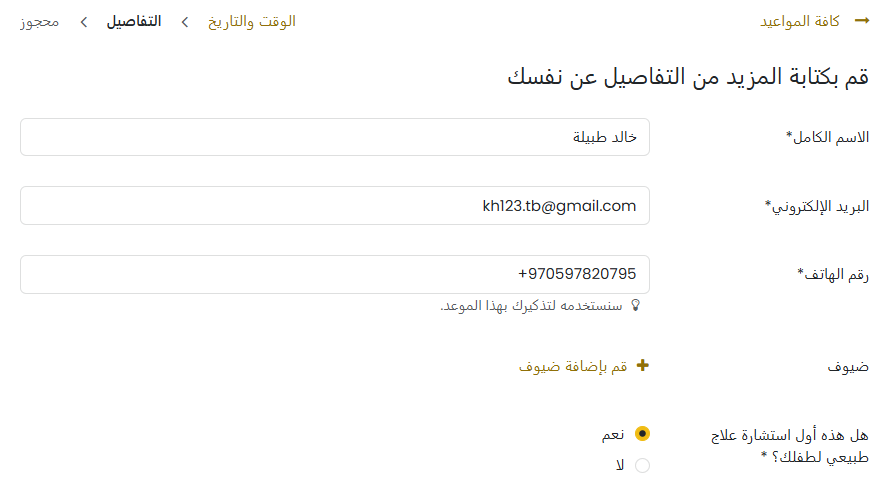 كافة المواعيد
الوقت والتاريخ
التفاصيل
محجوز
قم بكتابة المزيد من التفاصيل عن نفسك
الاسم الكامل*
خالد طبيلة
البريد الإلكتروني*
kh123.tb@gmail.com
رقم الهاتف*
+970597820795
سنستخدمه لتذكيرك بهذا الموعد.
ضيوف
قم بإضافة ضيوف
هل هذه أول استشارة علاج
طبيعي لطفلك؟ *
نعم
لا